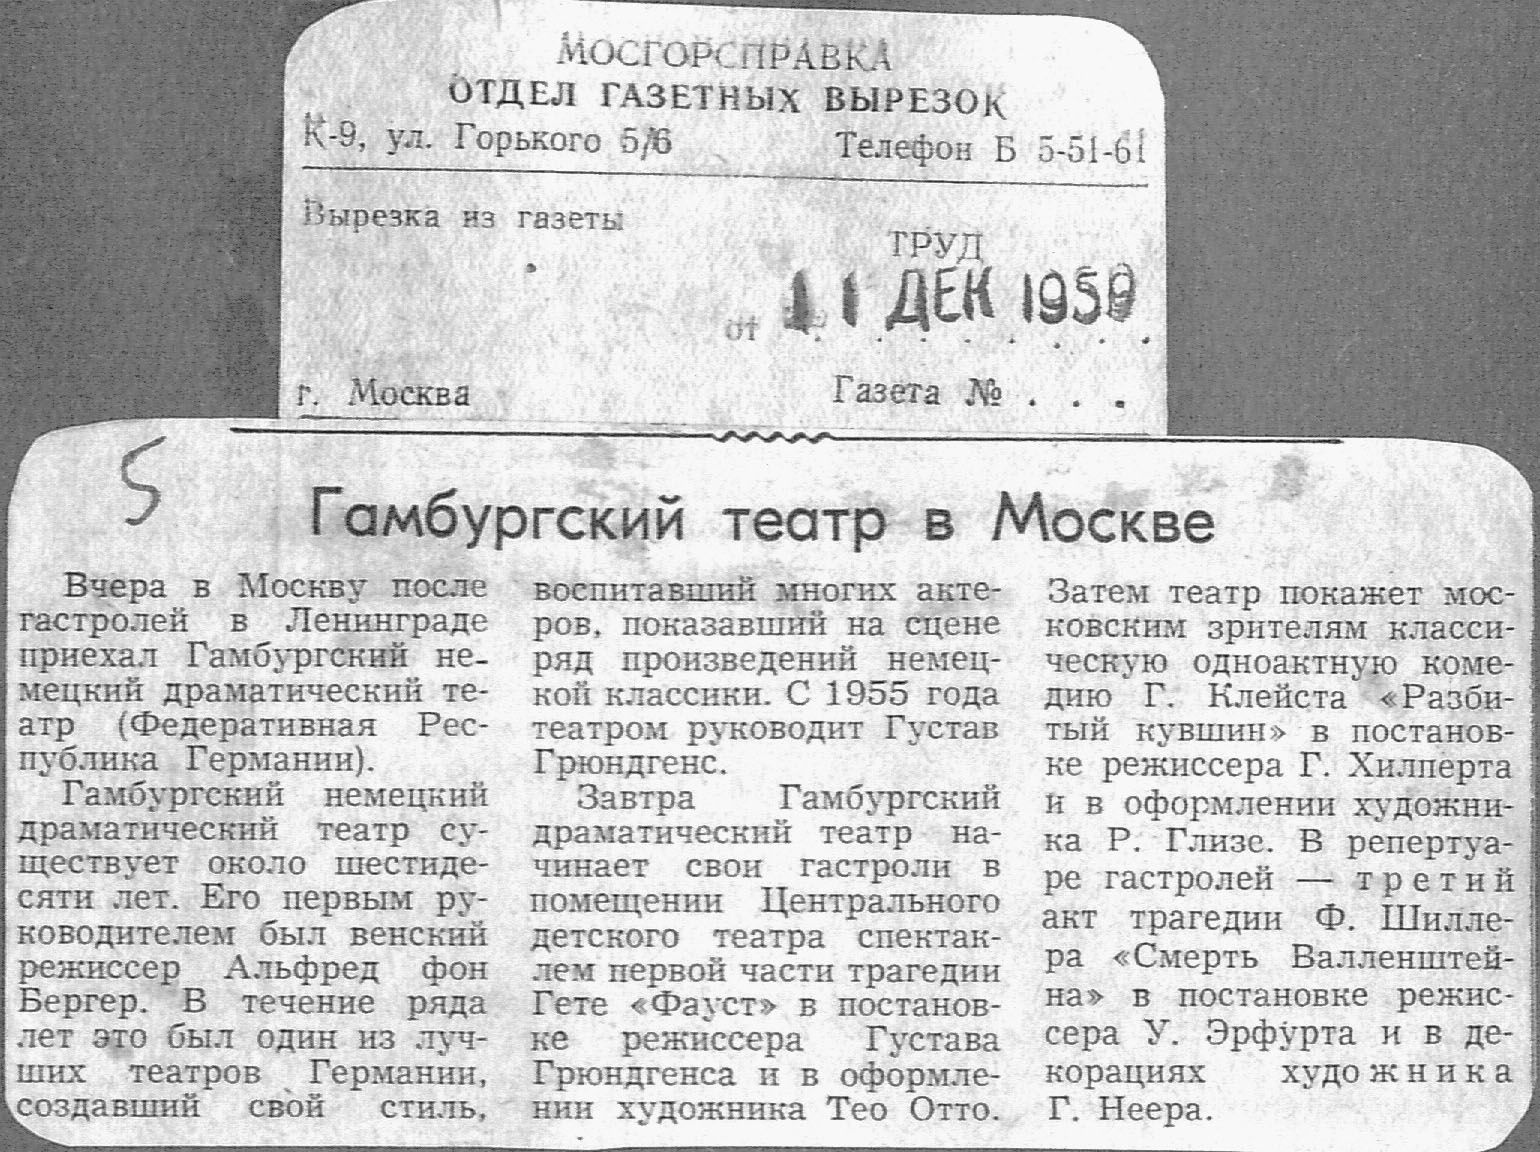 МОСГОРСПРАВКА
ОТДЕЛ ГАЗЕТНЫХ ВЫРЕЗОК
К-9, ул. Горького 5/6 Телефон Б 5-51-61
Вырезка из газеты
ТРУД
от 11 ДЕК 1959
г. Москва Газета № . . .
5
Гамбургский театр в Москве
Вчера в Москву после
гастролей в Ленинграде
приехал Гамбургский не-
мецкий драматический те-
атр (Федеративная Рес-
публика Германии).
Гамбургский немецкий
драматический театр су-
ществует около шестиде-
сяти лет. Его первым ру-
ководителем был венский
режиссер Альфред фон
Бергер. В течение ряда
лет это был один из луч-
ших театров Германии,
создавший свой стиль,
воспитавший многих акте-
ров, показавший на сцене
ряд произведений немец-
кой классики. С 1955 года
театром руководит Густав
Грюндгенс.
Завтра Гамбургский
драматический театр на-
чинает свои гастроли в
помещении Центрального
детского театра спектак-
лем первой части трагедии
Гете «Фауст» в постанов-
ке режиссера Густава
Грюндгенса и в оформле-
нии художника Тео Отто.
Затем театр покажет мос-
ковским зрителям класси-
ческую одноактную коме-
дию Г. Клейста «Разби-
тый кувшин» в постанов-
ке режиссера Г. Хилперта
и в оформлении художни-
ка Р. Глизе. В репертуа-
ре гастролей — третий
акт трагедии Ф. Шилле-
ра «Смерть Валленштей-
на» в постановке режис-
сера У. Эрфурта и в де-
корациях художника
Г. Неера.